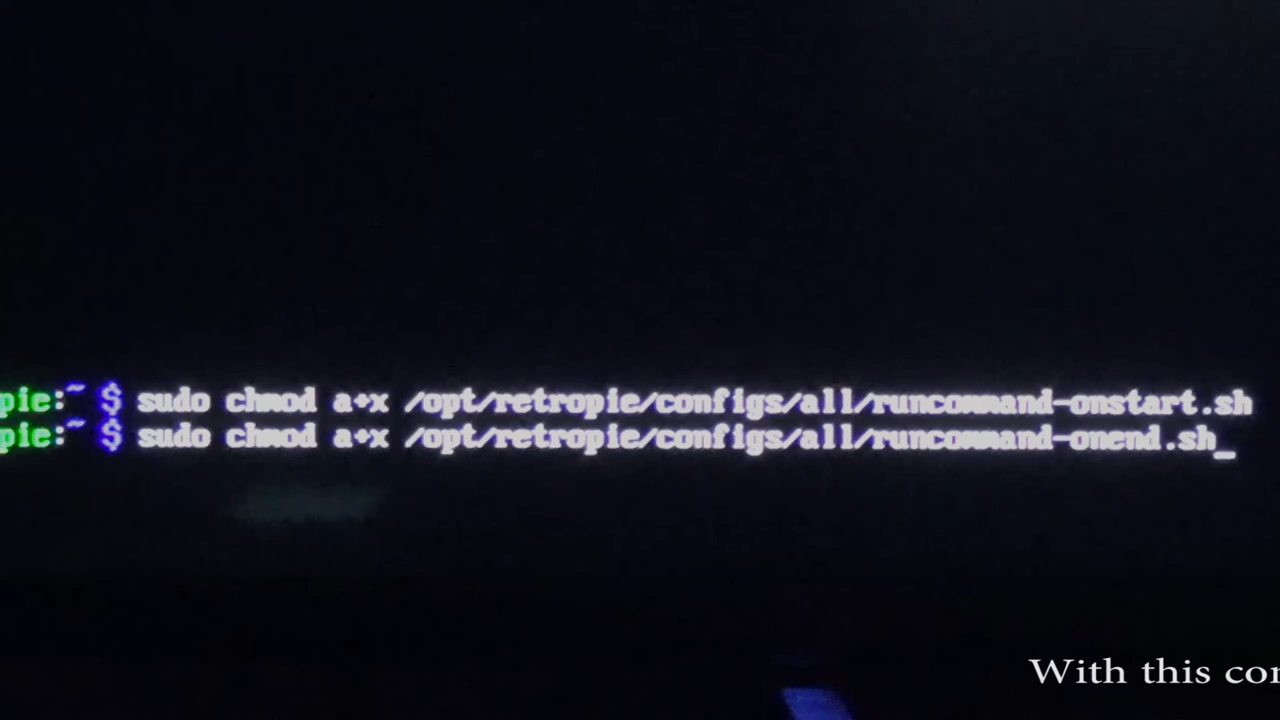 pie:~ $ sudo chmod a+x /opt/retropie/configs/all/runcommand-onstart.sh
pie:~ $ sudo chmod a+x /opt/retropie/configs/all/runcommand-onend.sh_
With this